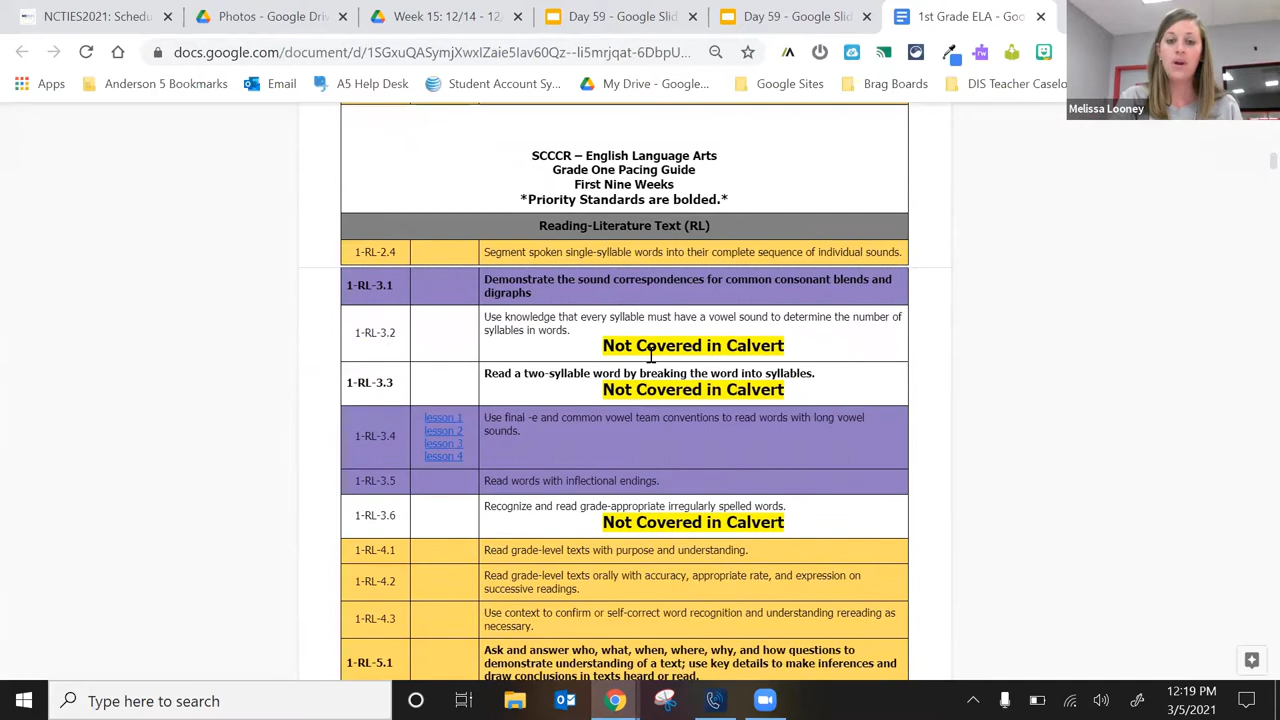 NCTIES2021: Schedu
Photos - Google Driv
Week 15: 12/18 - 12
Day 59 - Google Slid
Day 59 - Google Slid
1st Grade ELA - Goo
docs.google.com/document/d/
Apps
Anderson 5 Bookmarks
Email
A5 Help Desk
Student Account Sy...
My Drive - Googl...
Google Sites
Brag Boards
DIS Teacher Caselo
Melissa Looney
SCCCR – English Language Arts
Grade One Pacing Guide
First Nine Weeks
*Priority Standards are bolded.*
Reading-Literature Text (RL)
1-RL-2.4
Segment spoken single-syllable words into their complete sequence of individual sounds.
1-RL-3.1
Demonstrate the sound correspondences for common consonant blends and
digraphs
1-RL-3.2
Use knowledge that every syllable must have a vowel sound to determine the number of
syllables in words.
Not Covered in Calvert
1-RL-3.3
Read a two-syllable word by breaking the word into syllables.
Not Covered in Calvert
1-RL-3.4
lesson 1
lesson 2
lesson 3
lesson 4
Use final -e and common vowel team conventions to read words with long vowel
sounds.
1-RL-3.5
Read words with inflectional endings.
1-RL-3.6
Recognize and read grade-appropriate irregularly spelled words.
Not Covered in Calvert
1-RL-4.1
Read grade-level texts with purpose and understanding.
1-RL-4.2
Read grade-level texts orally with accuracy, appropriate rate, and expression on
successive readings.
1-RL-4.3
Use context to confirm or self-correct word recognition and understanding rereading as
necessary.
1-RL-5.1
Ask and answer who, what, when, where, why, and how questions to
demonstrate understanding of a text; use key details to make inferences and
draw conclusions in texts heard or read.
Type here to search
12:19 PM
3/5/2021